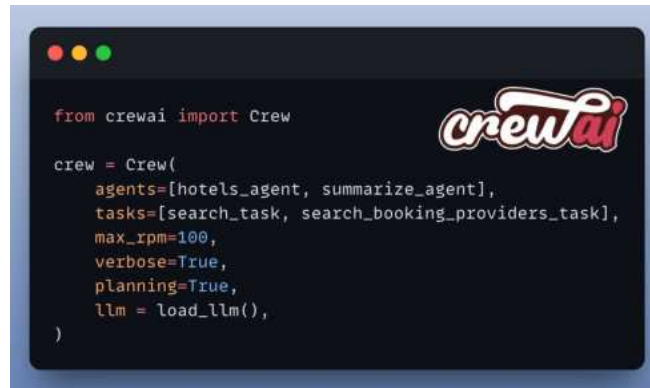 from crewai import Crew
crewai
crew = Crew(
    agents=[hotels_agent, summarize_agent],
    tasks=[search_task, search_booking_providers_task],
    max_rpm=100,
    verbose=True,
    planning=True,
    llm = load_llm(),
)